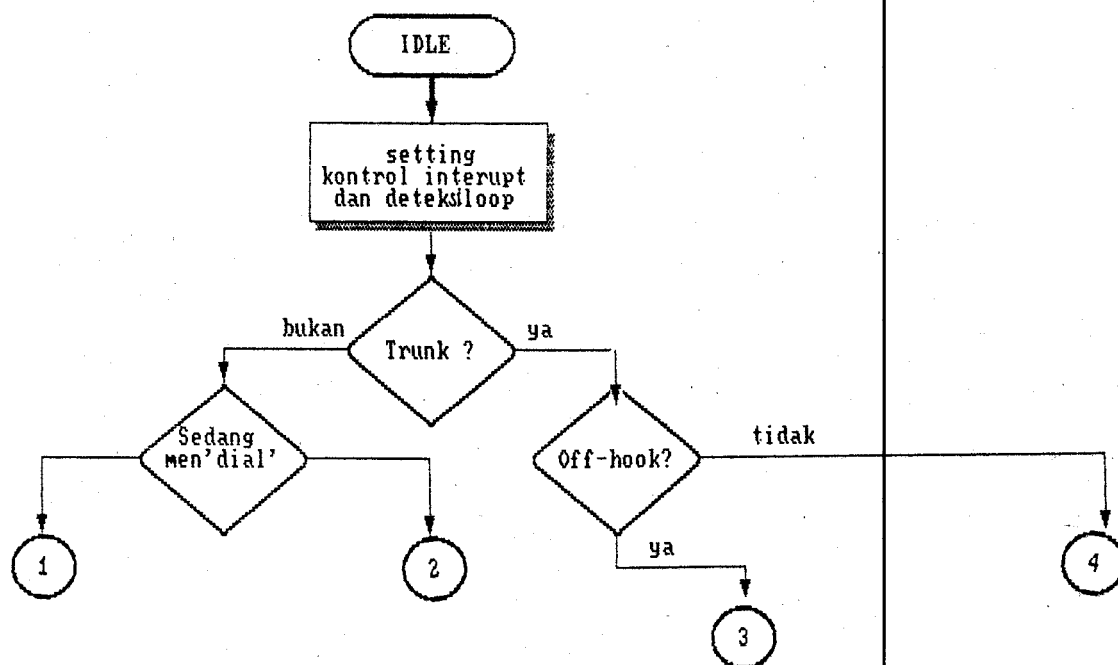 IDLE
setting
kontrol interupt
dan deteksiloop
bukan
Trunk ?
ya
Sedang
men'dial'
Off-hook?
tidak
1
2
ya
3
4